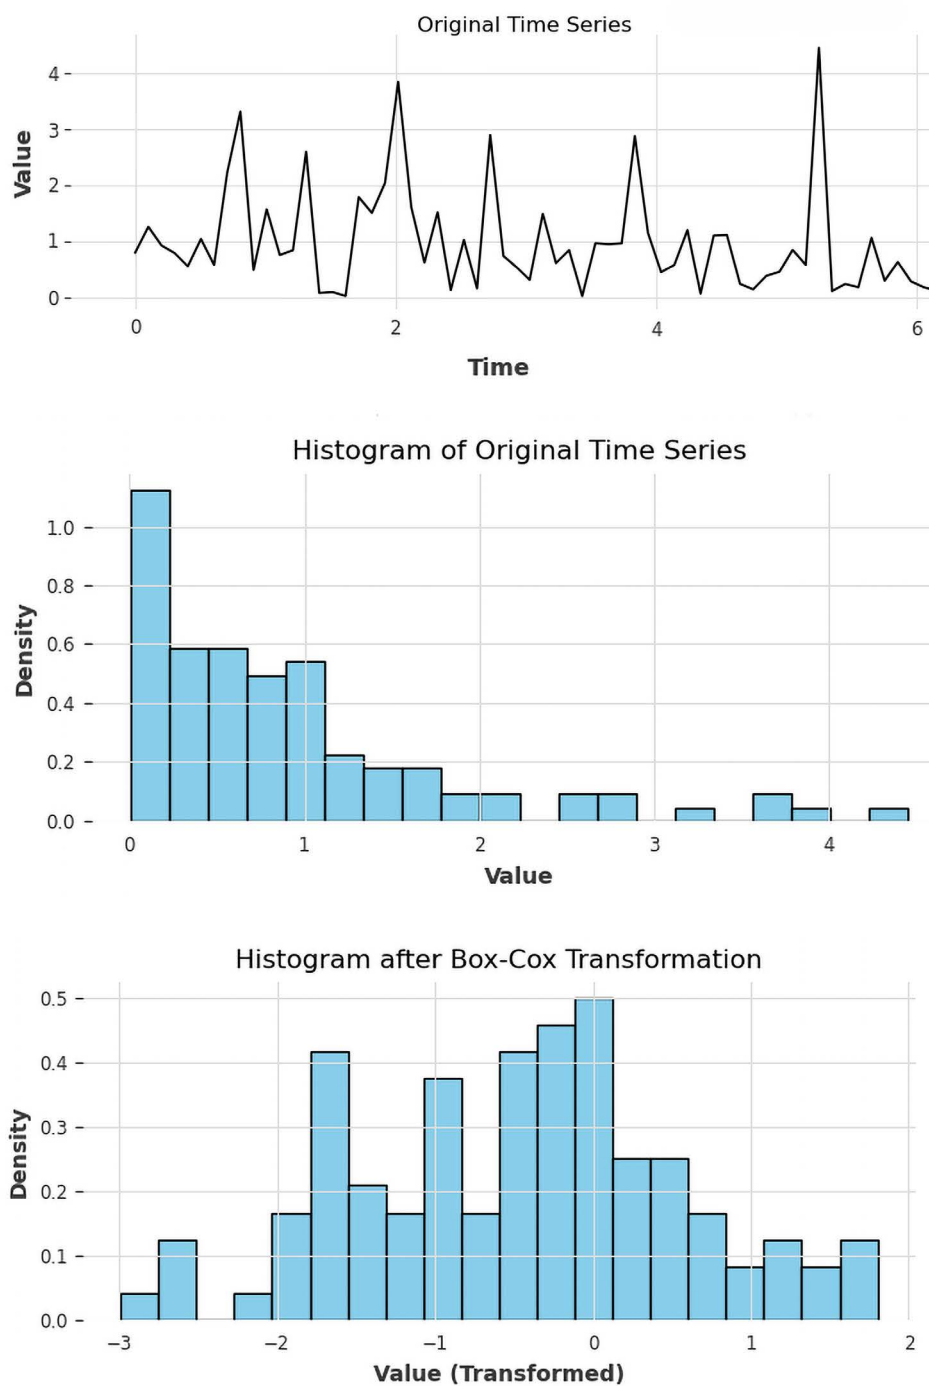 Original Time Series
4
3
2
1
0
Value
0 2 4 6
Time
Histogram of Original Time Series
1.0
0.8
0.6
0.4
0.2
0.0
Density
0 1 2 3 4
Value
Histogram after Box-Cox Transformation
0.5
0.4
0.3
0.2
0.1
0.0
Density
−3 −2 −1 0 1 2
Value (Transformed)